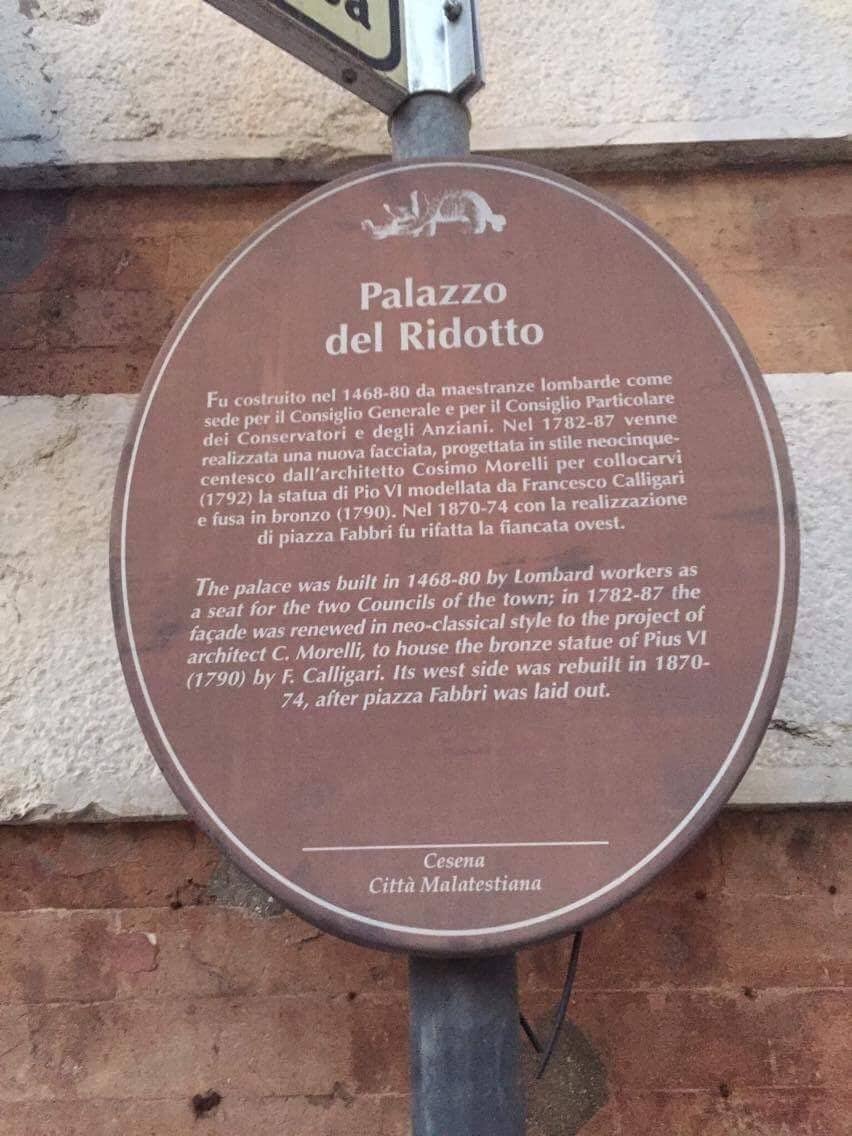 Palazzo
del Ridotto
Fu costruito nel 1468-80 da maestranze lombarde come
sede per il Consiglio Generale e per il Consiglio Particolare
dei Conservatori e degli Anziani. Nel 1782-87 venne
realizzata una nuova facciata, progettata in stile neocinque-
centesco dall'architetto Cosimo Morelli per collocarvi
(1792) la statua di Pio VI modellata da Francesco Calligari
e fusa in bronzo (1790). Nel 1870-74 con la realizzazione
di piazza Fabbri fu rifatta la fiancata ovest.
The palace was built in 1468-80 by Lombard workers as
a seat for the two Councils of the town; in 1782-87 the
façade was renewed in neo-classical style to the project of
architect C. Morelli, to house the bronze statue of Pius VI
(1790) by F. Calligari. Its west side was rebuilt in 1870-
74, after piazza Fabbri was laid out.
Cesena
Città Malatestiana